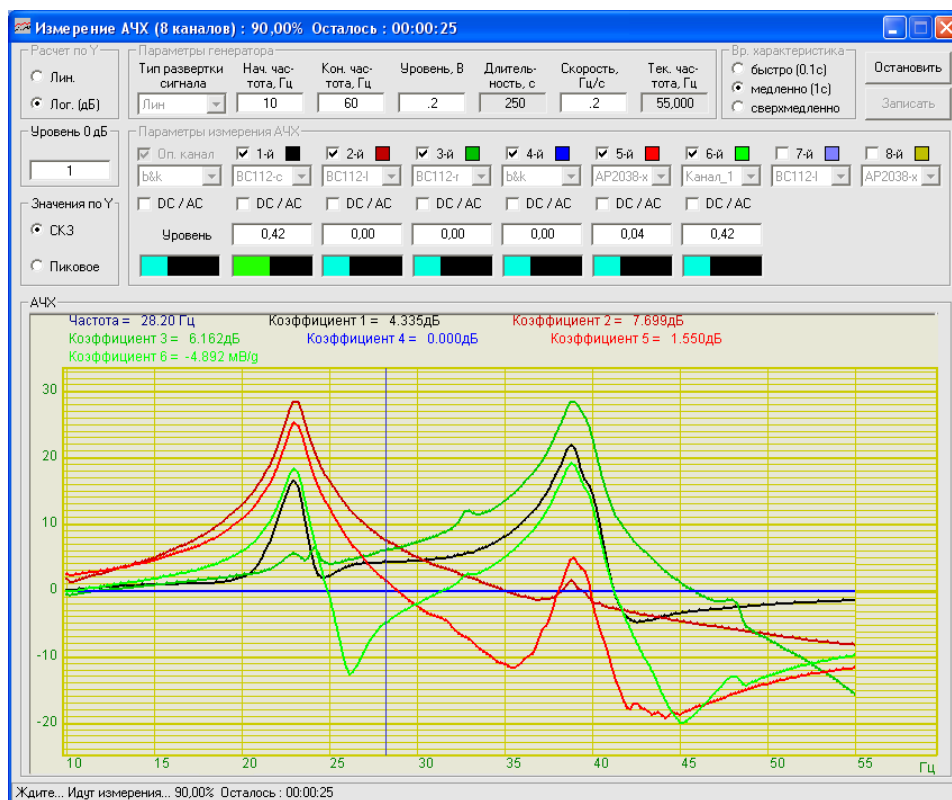 Измерение АЧХ (8 каналов) : 90,00% Осталось : 00:00:25
Расчет по Y
Лин.
Лог. (дБ)
Параметры генератора
Тип развертки сигнала
Нач. час-тота, Гц
Кон. час-тота, Гц
Уровень, В
Длитель-ность, с
Скорость, Гц/с
Тек. час-тота, Гц
Лин 10 60 .2 250 .2 55,000
Вр. характеристика
быстро (0.1с)
медленно (1с)
сверхмедленно
Остановить
Записать
Уровень 0 дБ
1
Параметры измерения АЧХ
Оп. канал 1-й 2-й 3-й 4-й 5-й 6-й 7-й 8-й
b&k BC112-c BC112-l BC112-r b&k AP2038-x Канал_1 BC112-l AP2038-x
DC / AC DC / AC DC / AC DC / AC DC / AC DC / AC DC / AC
Уровень 0,42 0,00 0,00 0,00 0,04 0,42
Значения по Y
СКЗ
Пиковое
АЧХ
Частота = 28.20 Гц Коэффициент 1 = 4.335дБ Коэффициент 2 = 7.699дБ
Коэффициент 3 = 6.162дБ Коэффициент 4 = 0.000дБ Коэффициент 5 = 1.550дБ
Коэффициент 6 = -4.892 мВ/g
30
20
10
0
-10
-20
10 15 20 25 30 35 40 45 50 55 65
Гц
Ждите... Идут измерения... 90,00% Осталось : 00:00:25